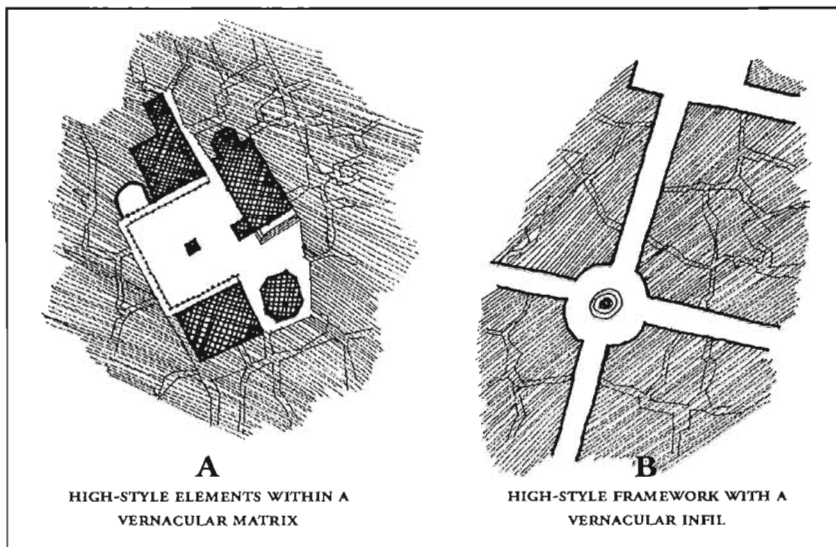 A
HIGH-STYLE ELEMENTS WITHIN A
VERNACULAR MATRIX
B
HIGH-STYLE FRAMEWORK WITH A
VERNACULAR INFIL